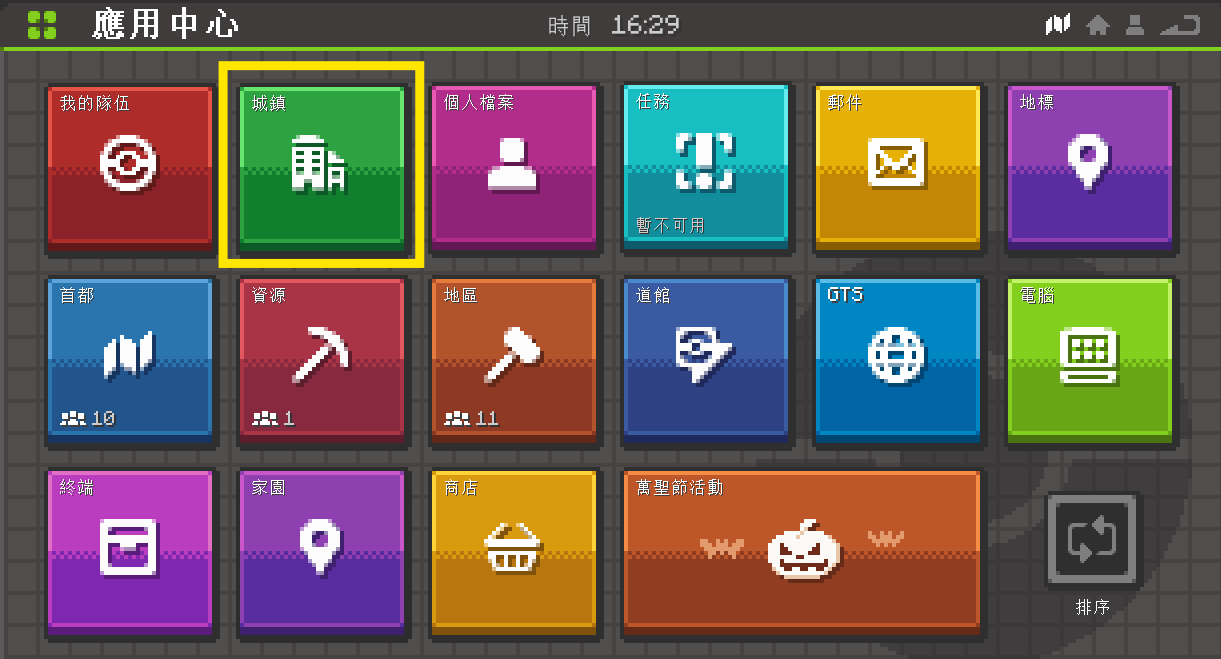 應用中心
時間 16:29
我的隊伍
城鎮
個人檔案
任務
暫不可用
郵件
地標
首都
10
資源
1
地區
11
道館
GTS
電腦
終端
家園
商店
萬聖節活動
排序